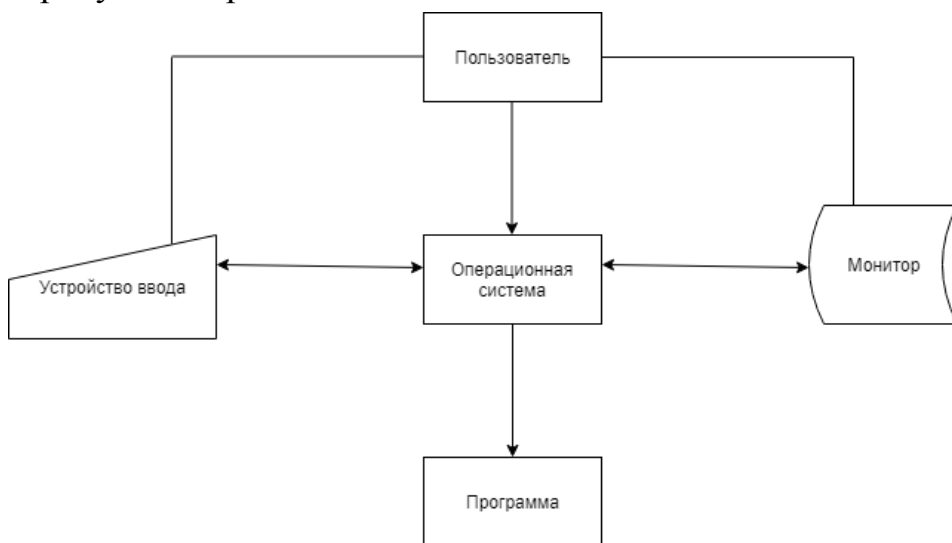 Пользователь
Устройство ввода
Операционная
система
Монитор
Программа